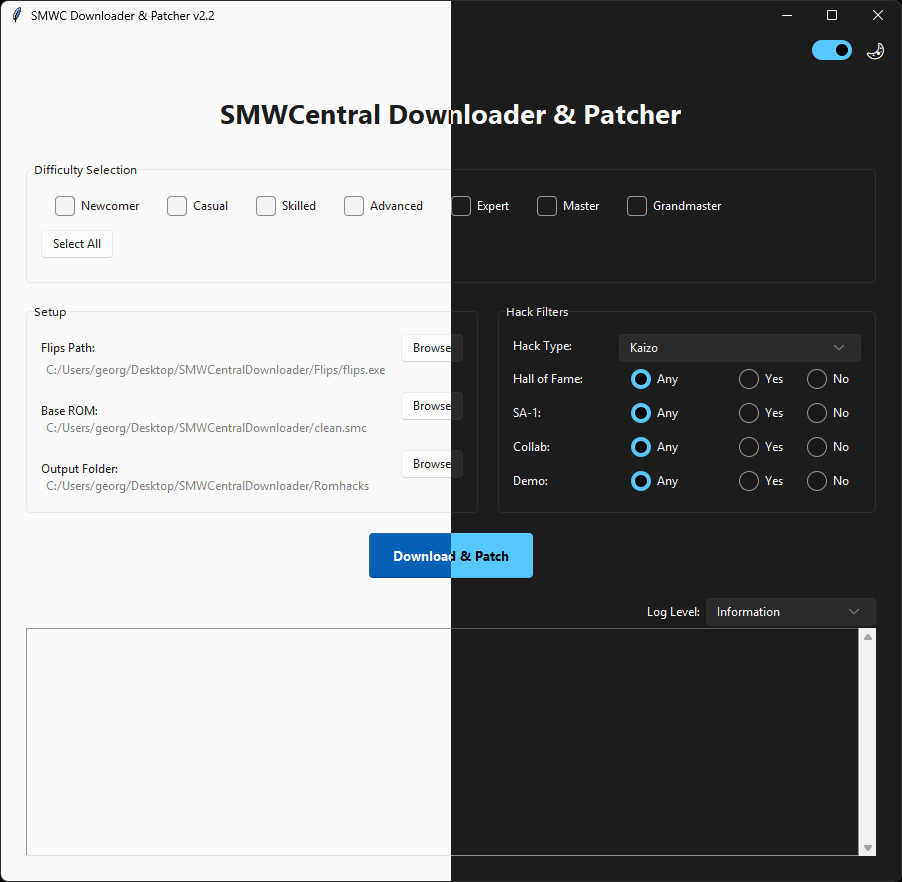 SMWC Downloader & Patcher v2.2
SMWCentral Downloader & Patcher
Difficulty Selection
Newcomer Casual Skilled Advanced Expert Master Grandmaster
Select All
Setup
Flips Path:
Browse
C:/Users/georg/Desktop/SMWCentralDownloader/Flips/flips.exe
Base ROM:
Browse
C:/Users/georg/Desktop/SMWCentralDownloader/clean.smc
Output Folder:
Browse
C:/Users/georg/Desktop/SMWCentralDownloader/Romhacks
Hack Filters
Hack Type: Kaizo
Hall of Fame: Any Yes No
SA-1: Any Yes No
Collab: Any Yes No
Demo: Any Yes No
Download & Patch
Log Level: Information